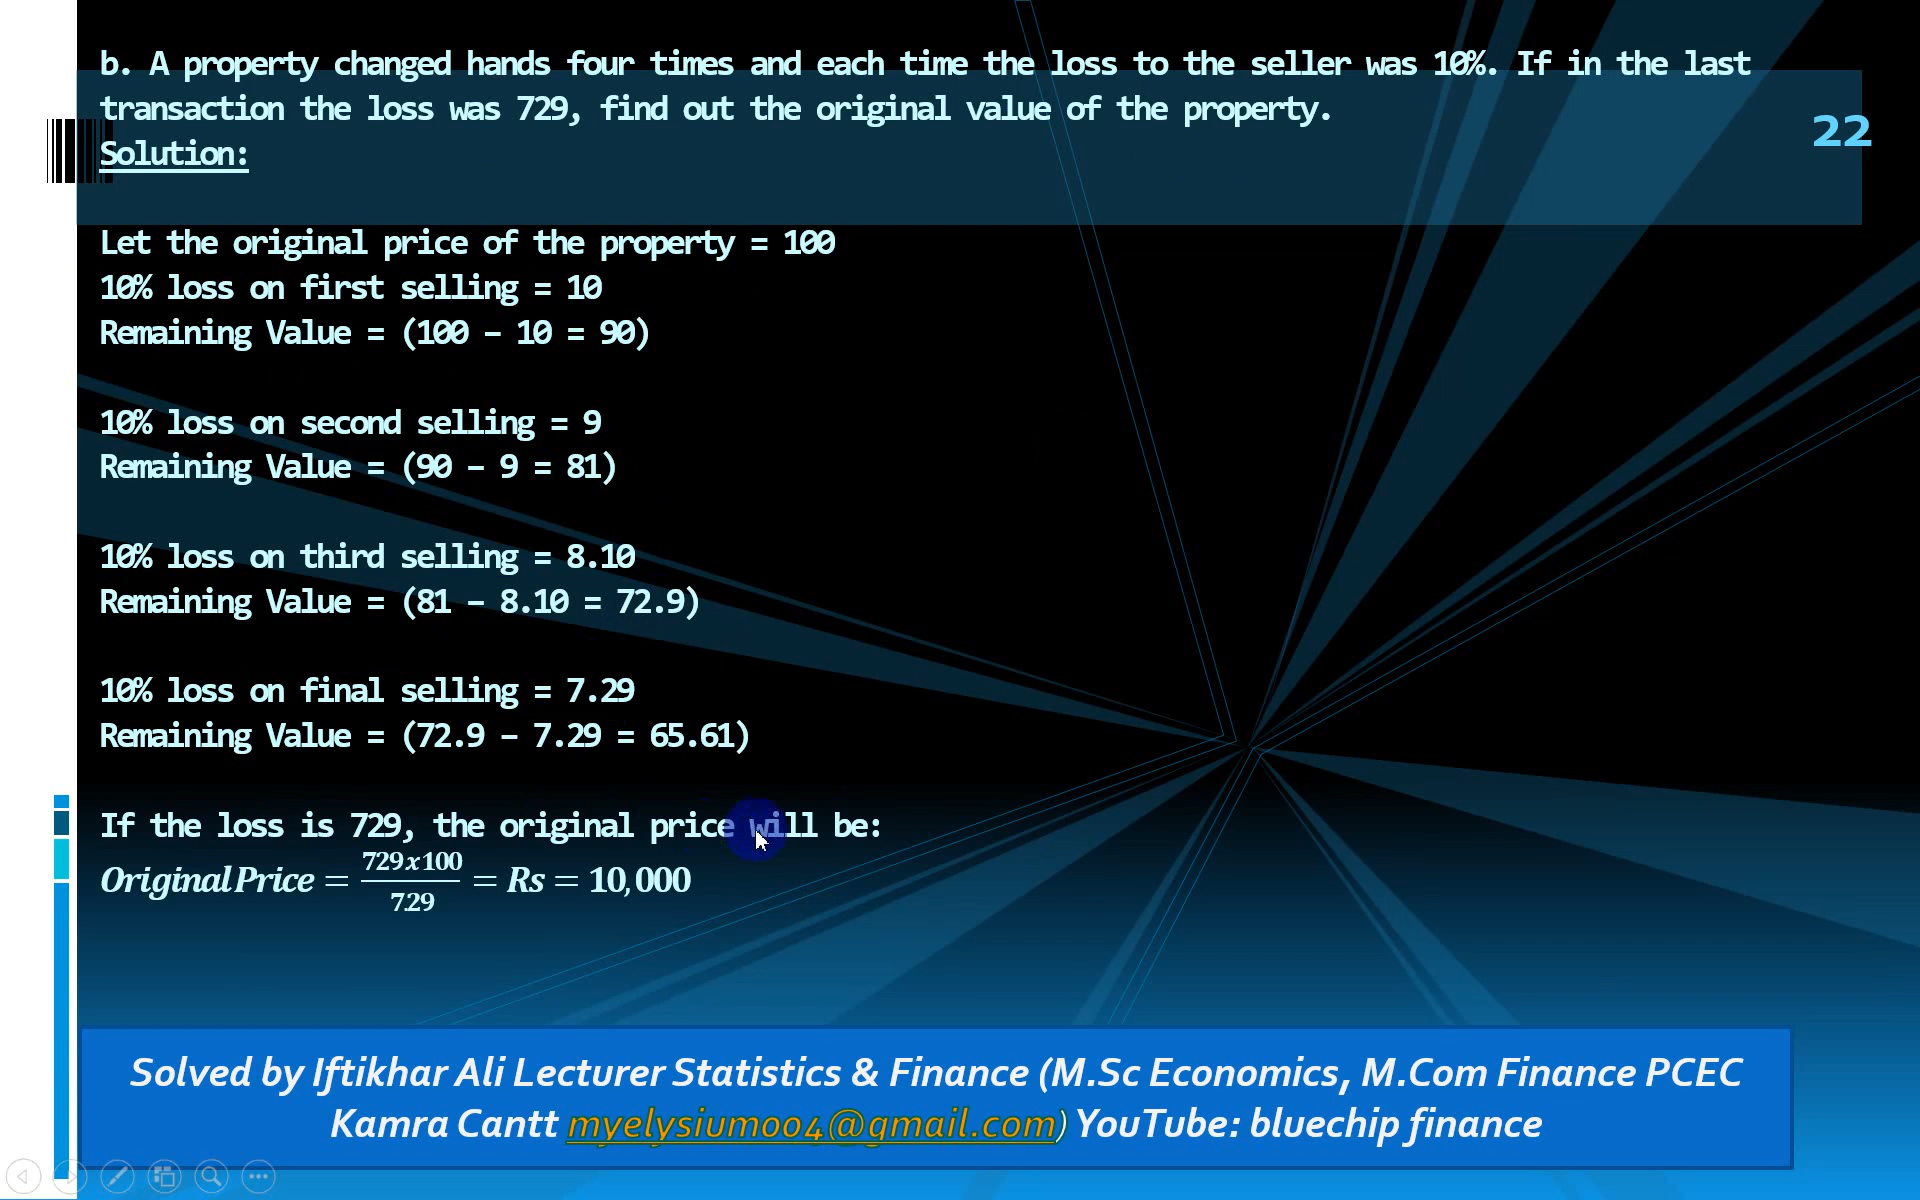 b. A property changed hands four times and each time the loss to the seller was 10%. If in the last
transaction the loss was 729, find out the original value of the property.
22
Solution:
Let the original price of the property = 100
10% loss on first selling = 10
Remaining Value = (100 – 10 = 90)
10% loss on second selling = 9
Remaining Value = (90 – 9 = 81)
10% loss on third selling = 8.10
Remaining Value = (81 – 8.10 = 72.9)
10% loss on final selling = 7.29
Remaining Value = (72.9 – 7.29 = 65.61)
If the loss is 729, the original price will be:
Original Price = 729 x 100 / 7.29 = Rs = 10,000
Solved by Iftikhar Ali Lecturer Statistics & Finance (M.Sc Economics, M.Com Finance PCEC
Kamra Cantt myelysium004@gmail.com) YouTube: bluechip finance